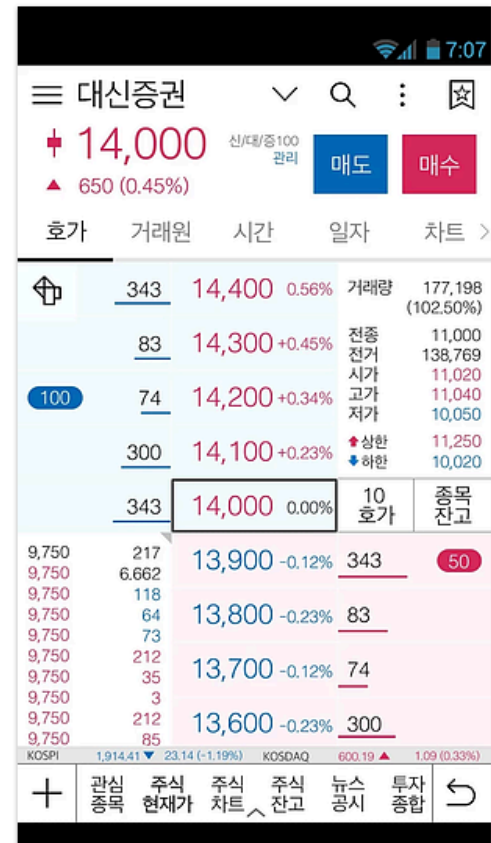 7:07
대신증권
14,000 신/대/증100 관리 매도 매수
▲ 650 (0.45%)
호가 거래원 시간 일자 차트
343 14,400 0.56% 거래량 177,198
(102.50%)
83 14,300 +0.45% 전종 11,000
전거 138,769
시가 11,020
100 74 14,200 +0.34% 고가 11,040
저가 10,050
300 14,100 +0.23% 상한 11,250
하한 10,020
343 14,000 0.00% 10호가 종목잔고
9,750 217 13,900 -0.12% 343 50
9,750 6.662
9,750 118
9,750 64 13,800 -0.23% 83
9,750 73
9,750 212
9,750 35 13,700 -0.12% 74
9,750 3
9,750 212 13,600 -0.23% 300
9,750 85
KOSPI 1,914.41 ▼ 23.14 (-1.19%) KOSDAQ 600.19 ▲ 1.09 (0.33%)
관심종목 주식현재가 주식차트 주식잔고 뉴스공시 투자종합